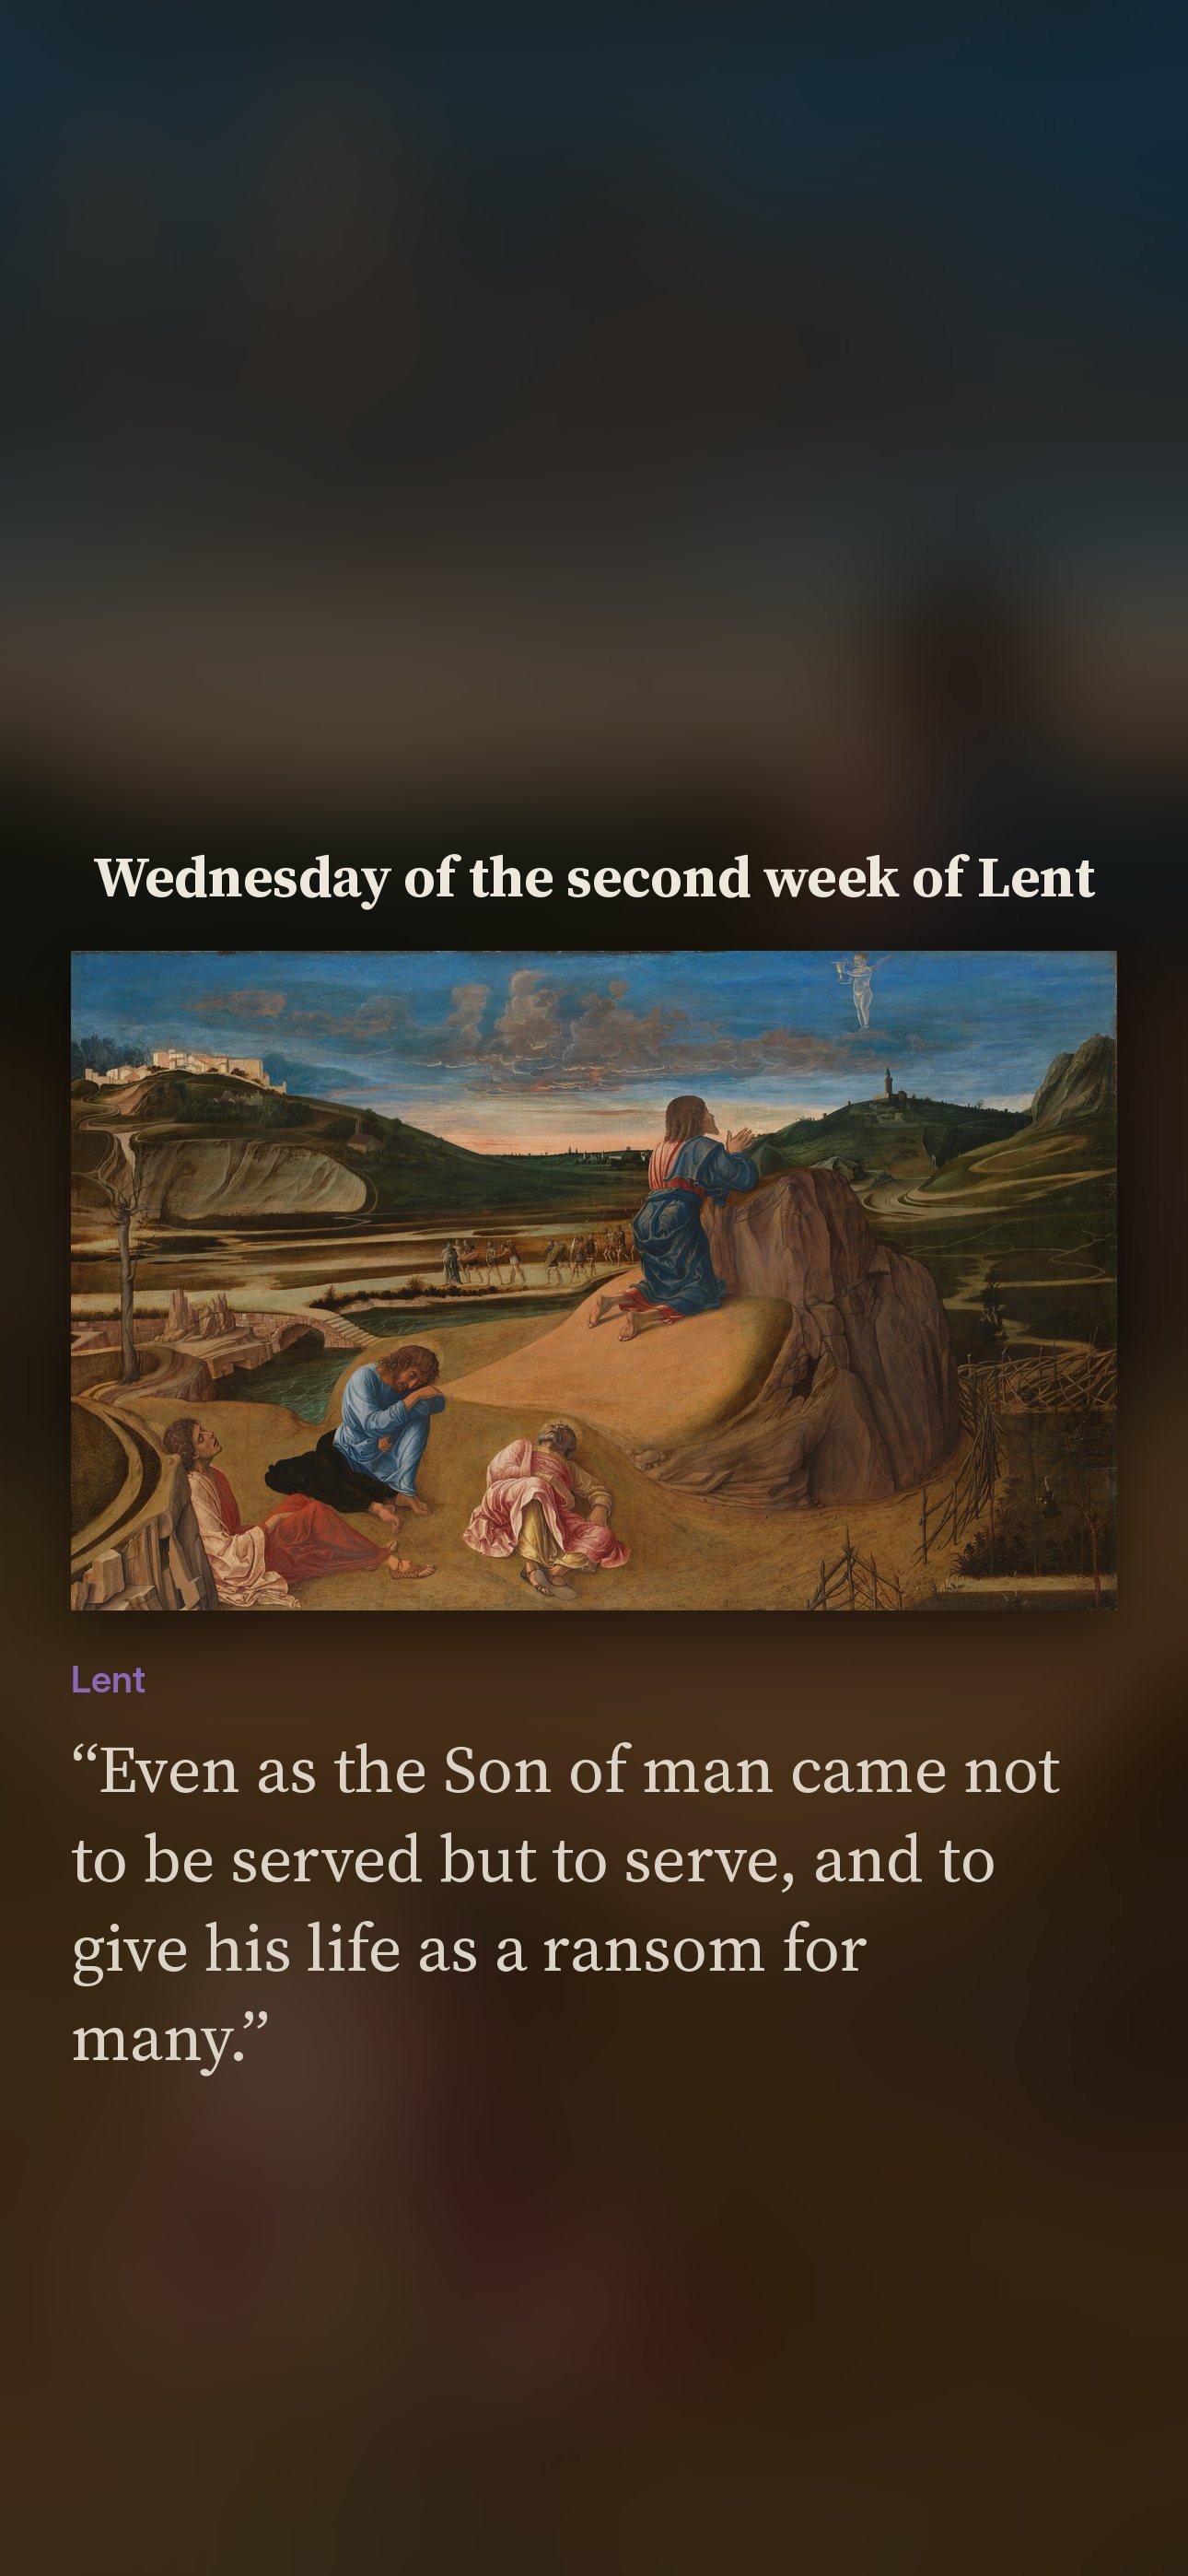 Wednesday of the second week of Lent
Lent
“Even as the Son of man came not
to be served but to serve, and to
give his life as a ransom for
many.”